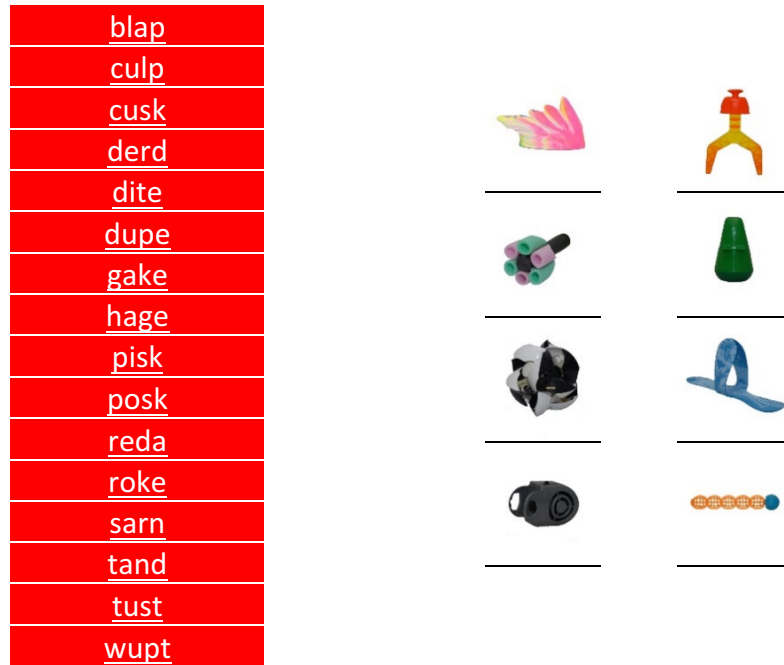 blap
culp
cusk
derd
dite
dupe
gake
hage
pisk
posk
reda
roke
sarn
tand
tust
wupt